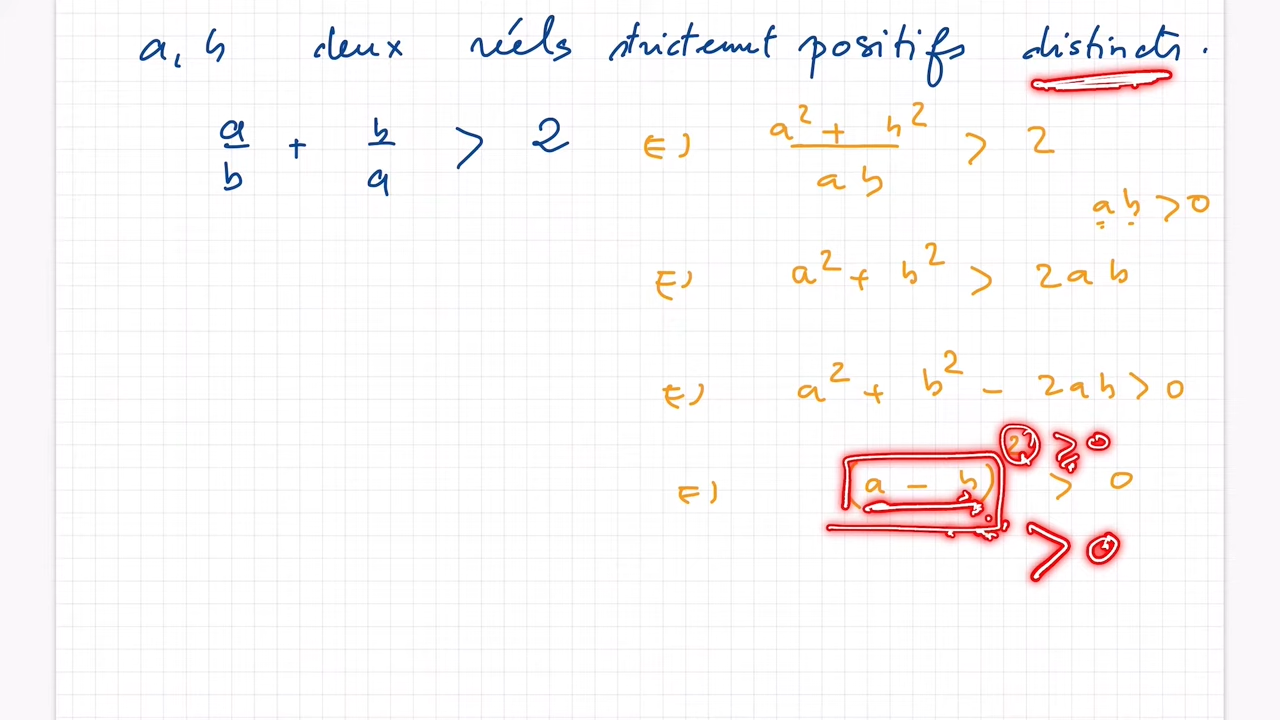 a, b deux réels strictement positifs distincts.
a/b + b/a > 2 ⇔ (a² + b²)/(ab) > 2
ab > 0
⇔ a² + b² > 2ab
⇔ a² + b² - 2ab > 0
⇔ (a - b)² > 0
≥ 0
> 0